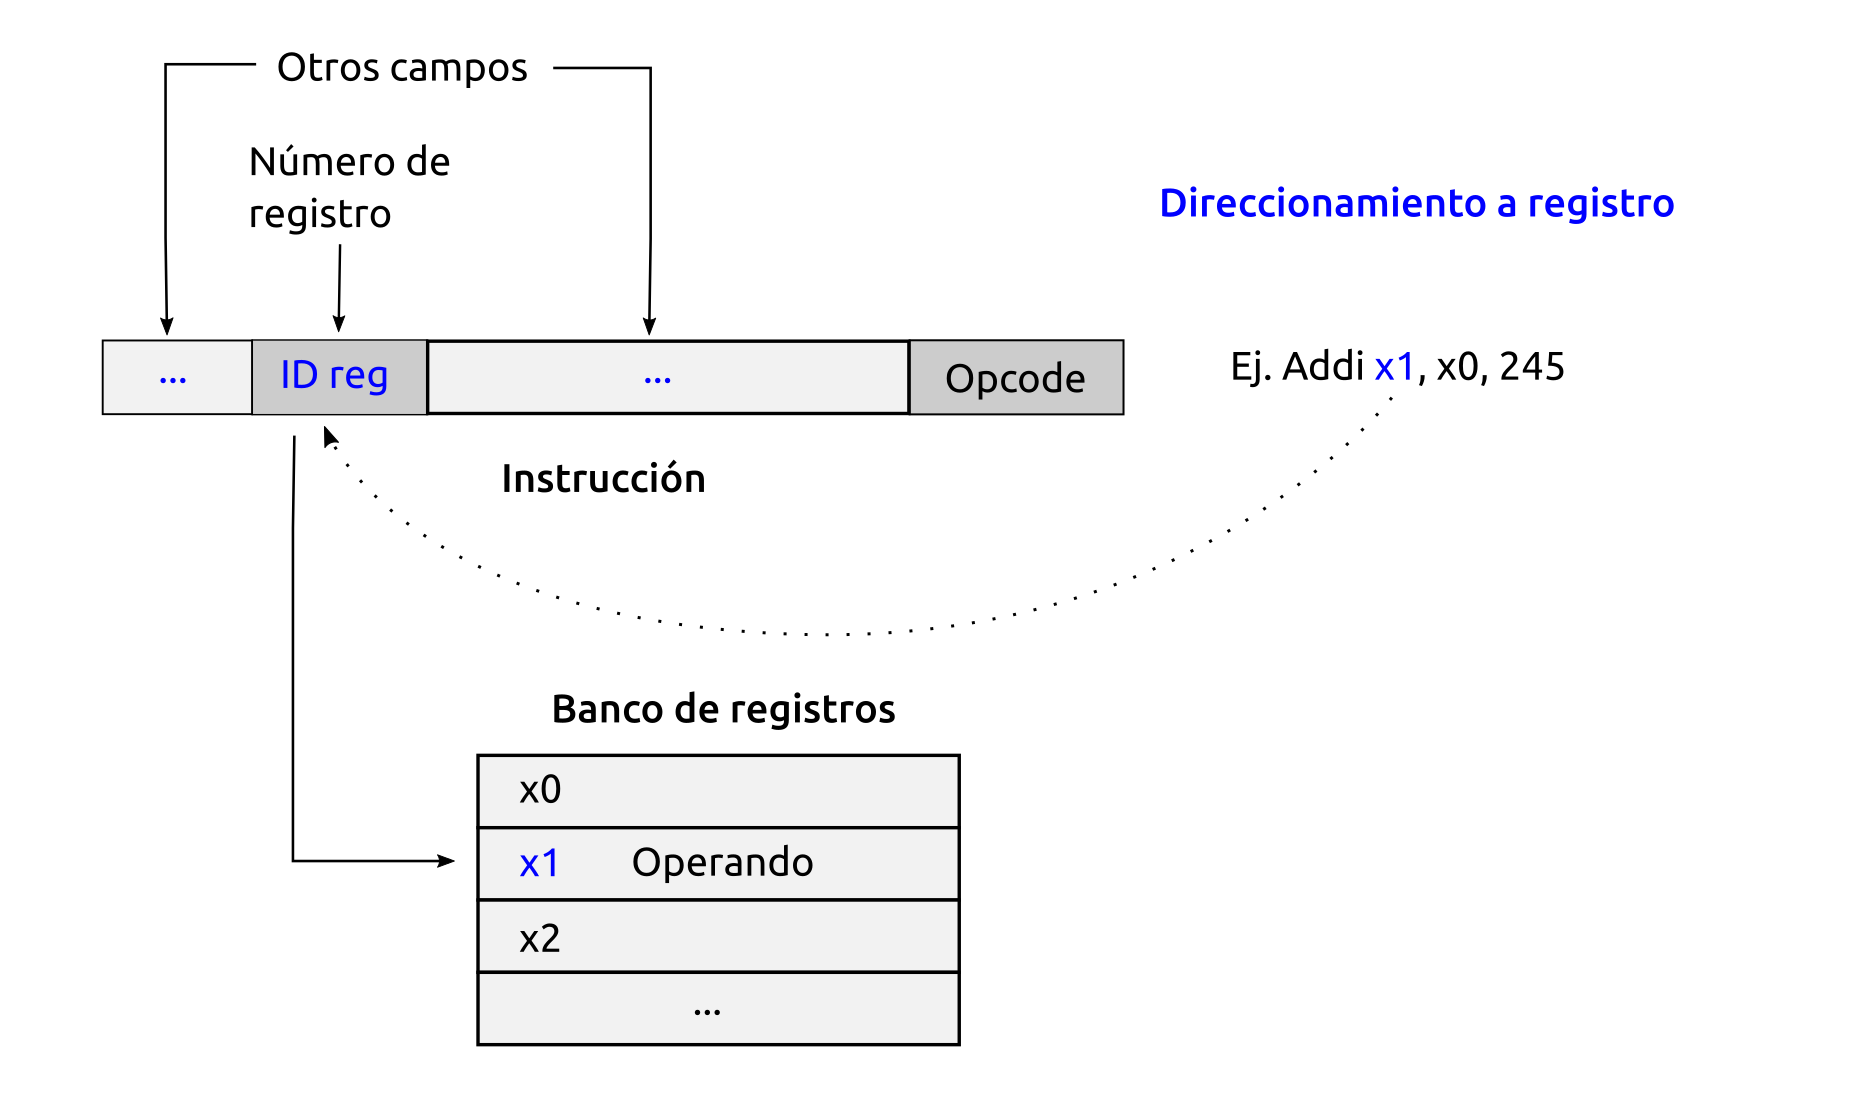 Otros campos
Número de
registro
Direccionamiento a registro
... ID reg ... Opcode
Ej. Addi x1, x0, 245
Instrucción
Banco de registros
x0
x1 Operando
x2
...